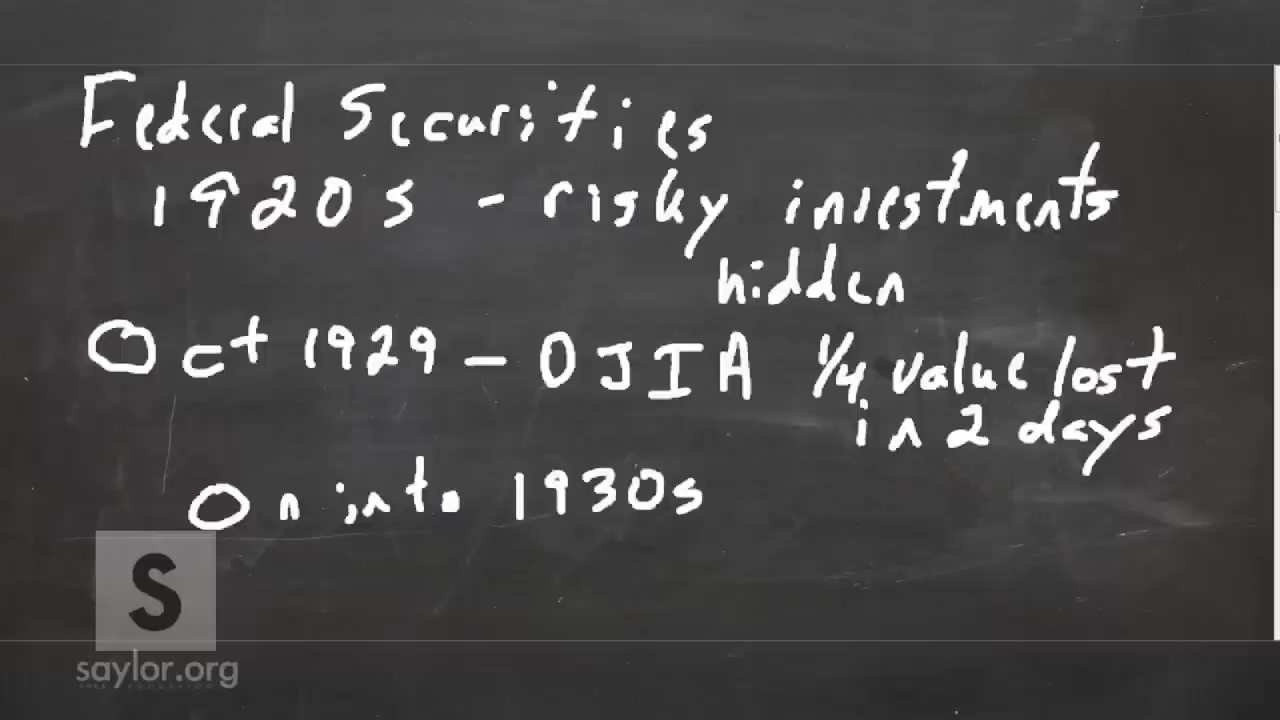 Federal Securities
1920s - risky investments
hidden
Oct 1929 - DJIA 1/4 value lost
in 2 days
On into 1930s
S
saylor.org